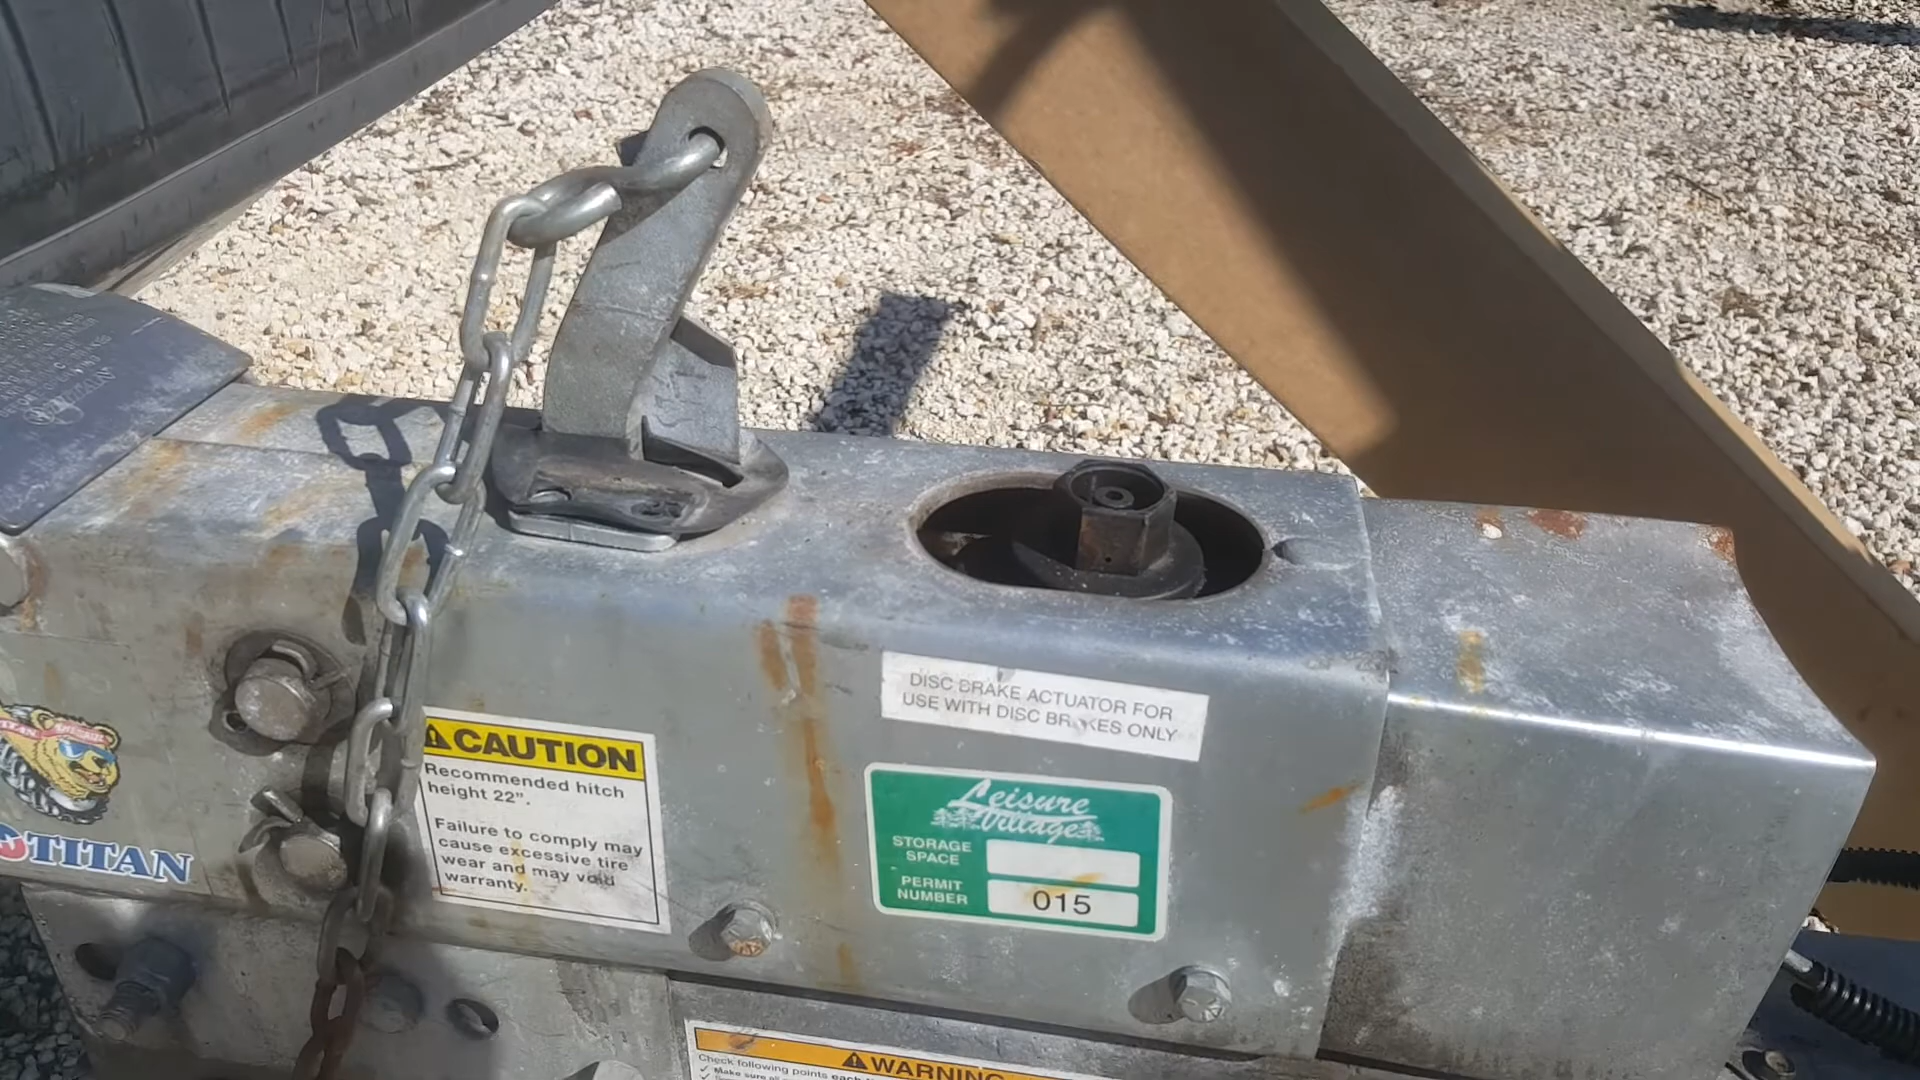 DISC BRAKE ACTUATOR FOR
USE WITH DISC BRAKES ONLY
CAUTION
Recommended hitch
height 22".
Failure to comply may
cause excessive tire
wear and may void
warranty.
Leisure
Village
STORAGE
SPACE
PERMIT
NUMBER
015
TITAN
TITAN
WARNING
Check following points